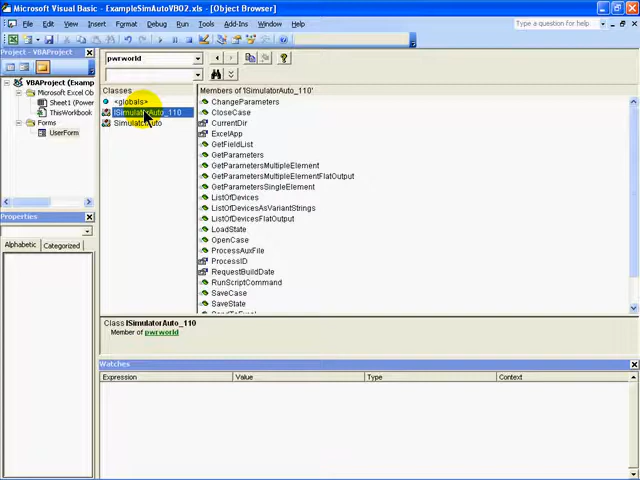 Microsoft Visual Basic - ExampleSimAutoVB02.xls - [Object Browser]
File Edit View Insert Format Debug Run Tools Add-Ins Window Help
Type a question for help
Project - VBAProject
pwrworld
VBAProject (Examp
Microsoft Excel Ob
Sheet1 (Power
ThisWorkbook
Forms
UserForm
Classes
<globals>
ISimulatorAuto_110
SimulatorAuto
Members of 'ISimulatorAuto_110'
ChangeParameters
CloseCase
CurrentDir
ExcelApp
GetFieldList
GetParameters
GetParametersMultipleElement
GetParametersMultipleElementFlatOutput
GetParametersSingleElement
ListOfDevices
ListOfDevicesAsVariantStrings
ListOfDevicesFlatOutput
LoadState
OpenCase
ProcessAuxFile
ProcessID
RequestBuildDate
RunScriptCommand
SaveCase
SaveState
SendToExcel
Properties
Alphabetic Categorized
Class ISimulatorAuto_110
Member of pwrworld
Watches
Expression Value Type Context